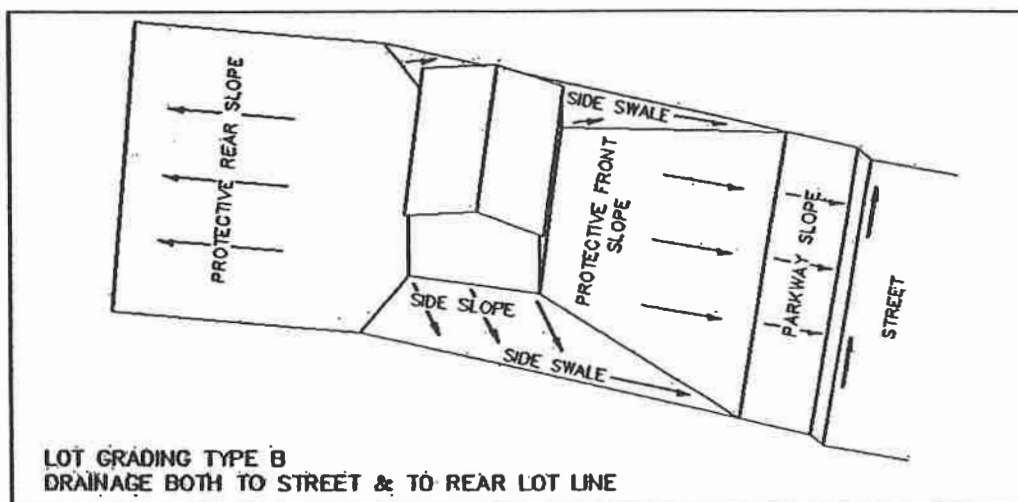 PROTECTIVE REAR SLOPE
SIDE SWALE
PROTECTIVE FRONT
SLOPE
PARKWAY SLOPE
STREET
SIDE SLOPE
SIDE SWALE
LOT GRADING TYPE B
DRAINAGE BOTH TO STREET & TO REAR LOT LINE